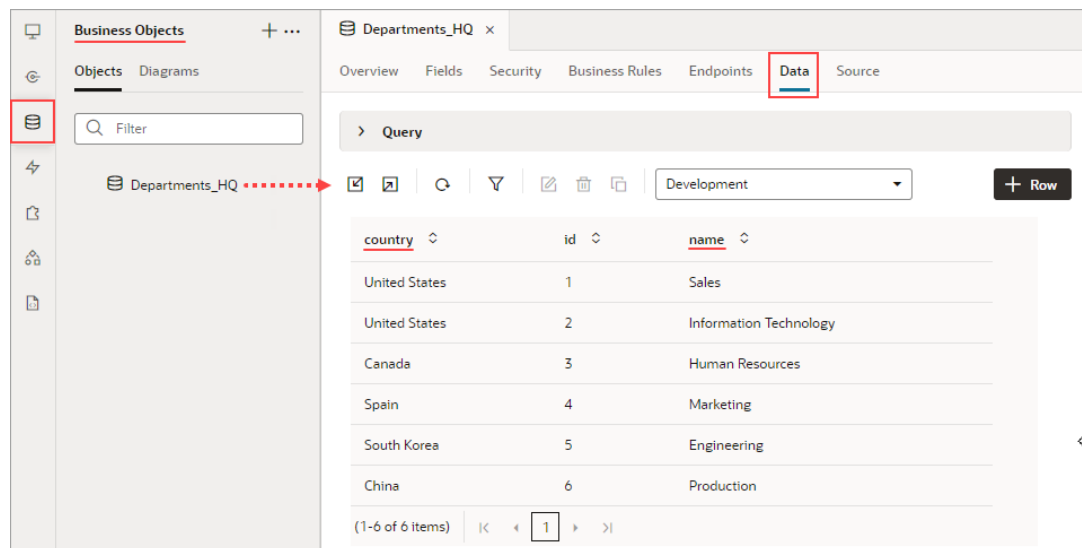 Business Objects
Departments_HQ
Objects Diagrams
Overview Fields Security Business Rules Endpoints Data Source
Filter
Query
Departments_HQ
Development
Row
country id name
United States 1 Sales
United States 2 Information Technology
Canada 3 Human Resources
Spain 4 Marketing
South Korea 5 Engineering
China 6 Production
(1-6 of 6 items) 1